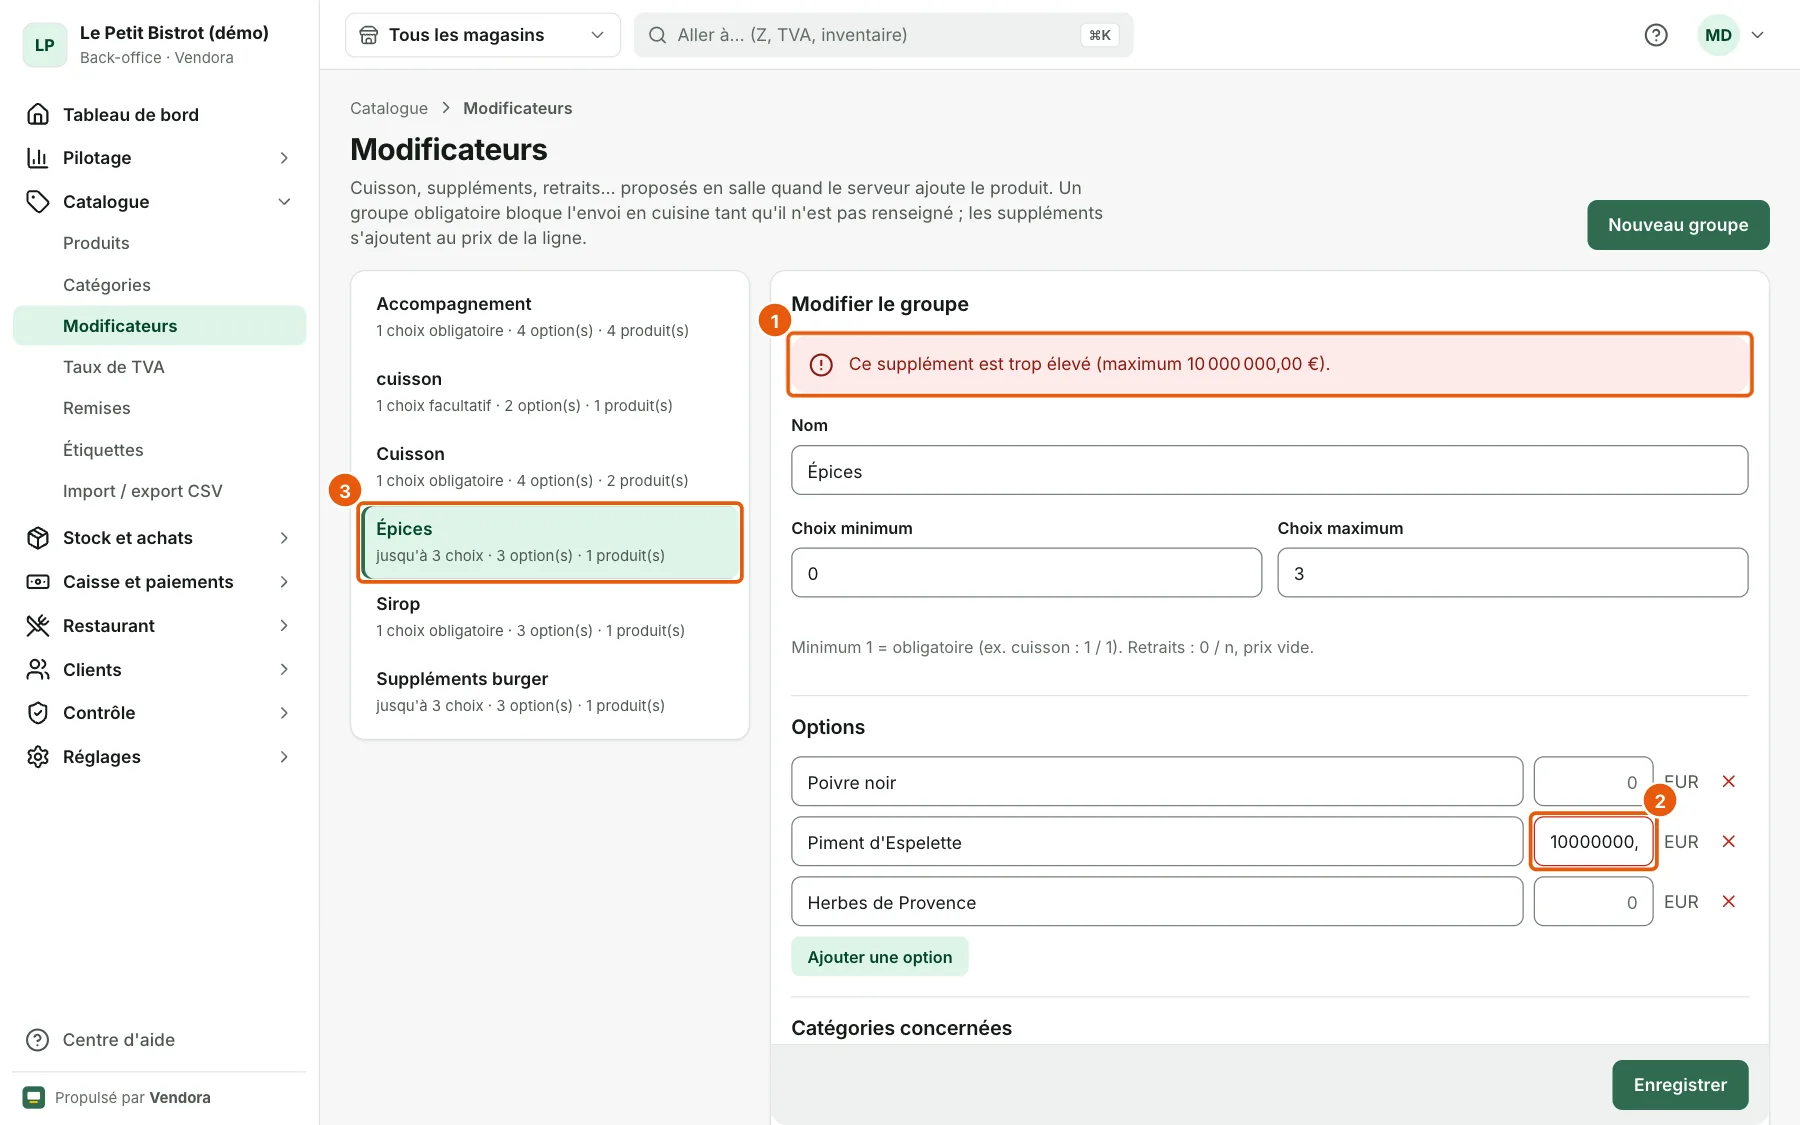 LP
Le Petit Bistrot (démo)
Back-office · Vendora
Tous les magasins
Aller à... (Z, TVA, inventaire)
⌘K
MD
Tableau de bord
Pilotage
Catalogue
Produits
Catégories
Modificateurs
Taux de TVA
Remises
Étiquettes
Import / export CSV
Stock et achats
Caisse et paiements
Restaurant
Clients
Contrôle
Réglages
Centre d'aide
Propulsé par Vendora
Catalogue > Modificateurs
Modificateurs
Cuisson, suppléments, retraits... proposés en salle quand le serveur ajoute le produit. Un
groupe obligatoire bloque l'envoi en cuisine tant qu'il n'est pas renseigné ; les suppléments
s'ajoutent au prix de la ligne.
Nouveau groupe
Accompagnement
1 choix obligatoire · 4 option(s) · 4 produit(s)
cuisson
1 choix facultatif · 2 option(s) · 1 produit(s)
Cuisson
1 choix obligatoire · 4 option(s) · 2 produit(s)
3
Épices
jusqu'à 3 choix · 3 option(s) · 1 produit(s)
Sirop
1 choix obligatoire · 3 option(s) · 1 produit(s)
Suppléments burger
jusqu'à 3 choix · 3 option(s) · 1 produit(s)
Modifier le groupe
1
Ce supplément est trop élevé (maximum 10 000 000,00 €).
Nom
Épices
Choix minimum
Choix maximum
0
3
Minimum 1 = obligatoire (ex. cuisson : 1 / 1). Retraits : 0 / n, prix vide.
Options
Poivre noir
0
EUR
2
Piment d'Espelette
10000000,
EUR
Herbes de Provence
0
EUR
Ajouter une option
Catégories concernées
Enregistrer